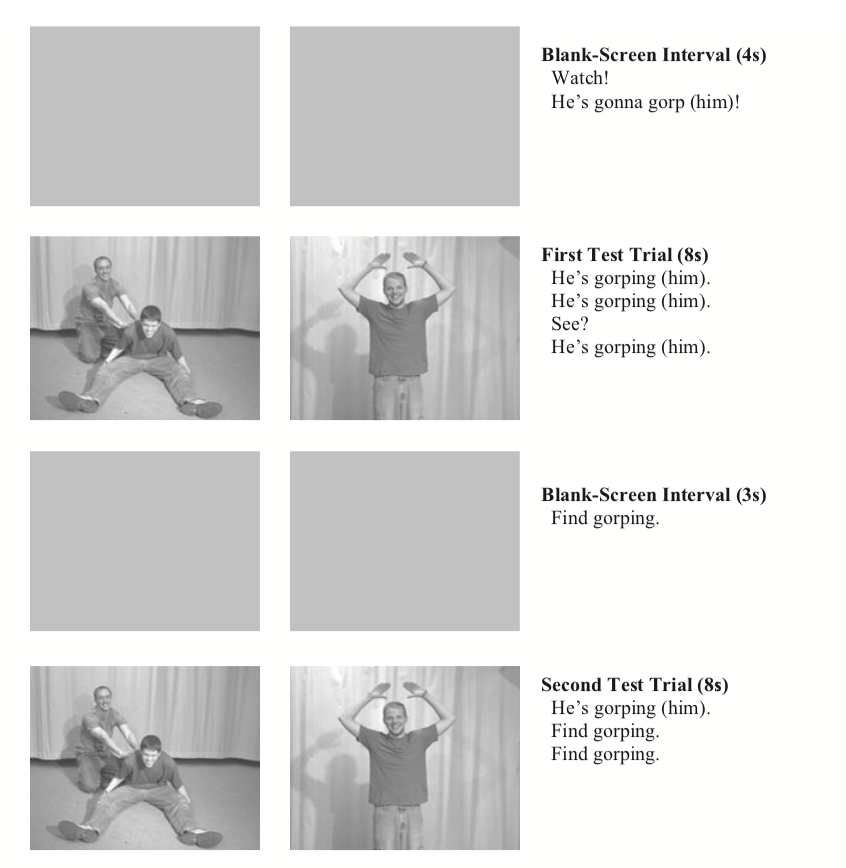 Blank-Screen Interval (4s)
Watch!
He's gonna gorp (him)!
First Test Trial (8s)
He's gorping (him).
He's gorping (him).
See?
He's gorping (him).
Blank-Screen Interval (3s)
Find gorping.
Second Test Trial (8s)
He's gorping (him).
Find gorping.
Find gorping.